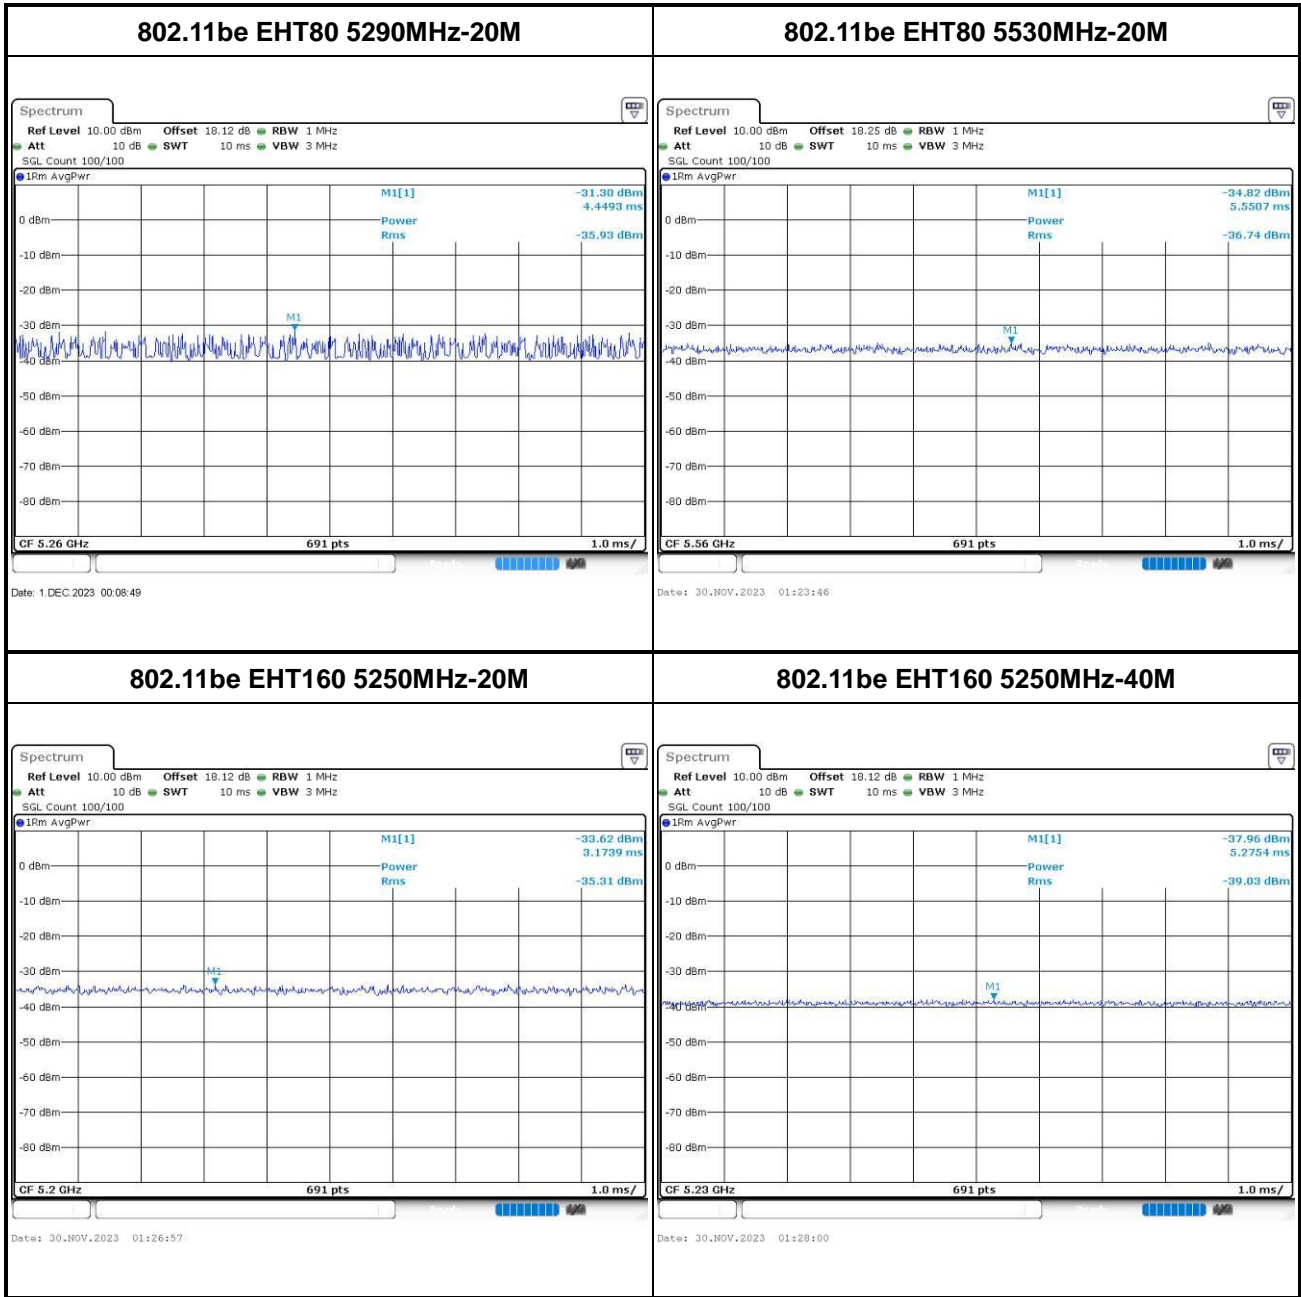 802.11be EHT80 5290MHz-20M
802.11be EHT80 5530MHz-20M
Spectrum
Ref Level 10.00 dBm Offset 18.12 dB RBW 1 MHz
Att 10 dB SWT 10 ms VBW 3 MHz
SGL Count 100/100
1Rm AvgPwr
M1[1] -31.30 dBm
4.4493 ms
0 dBm
Power
Rms -35.93 dBm
-10 dBm
-20 dBm
M1
-30 dBm
-40 dBm
-50 dBm
-60 dBm
-70 dBm
-80 dBm
CF 5.26 GHz 691 pts 1.0 ms/
Date: 1.DEC.2023 00:08:49
Spectrum
Ref Level 10.00 dBm Offset 18.25 dB RBW 1 MHz
Att 10 dB SWT 10 ms VBW 3 MHz
SGL Count 100/100
1Rm AvgPwr
M1[1] -34.82 dBm
5.5507 ms
0 dBm
Power
Rms -36.74 dBm
-10 dBm
-20 dBm
-30 dBm
M1
-40 dBm
-50 dBm
-60 dBm
-70 dBm
-80 dBm
CF 5.56 GHz 691 pts 1.0 ms/
Date: 30.NOV.2023 01:23:46
802.11be EHT160 5250MHz-20M
802.11be EHT160 5250MHz-40M
Spectrum
Ref Level 10.00 dBm Offset 18.12 dB RBW 1 MHz
Att 10 dB SWT 10 ms VBW 3 MHz
SGL Count 100/100
1Rm AvgPwr
M1[1] -33.62 dBm
3.1739 ms
0 dBm
Power
Rms -35.31 dBm
-10 dBm
-20 dBm
-30 dBm
M1
-40 dBm
-50 dBm
-60 dBm
-70 dBm
-80 dBm
CF 5.2 GHz 691 pts 1.0 ms/
Date: 30.NOV.2023 01:26:57
Spectrum
Ref Level 10.00 dBm Offset 18.12 dB RBW 1 MHz
Att 10 dB SWT 10 ms VBW 3 MHz
SGL Count 100/100
1Rm AvgPwr
M1[1] -37.96 dBm
5.2754 ms
0 dBm
Power
Rms -39.03 dBm
-10 dBm
-20 dBm
-30 dBm
M1
-40 dBm
-50 dBm
-60 dBm
-70 dBm
-80 dBm
CF 5.23 GHz 691 pts 1.0 ms/
Date: 30.NOV.2023 01:28:00